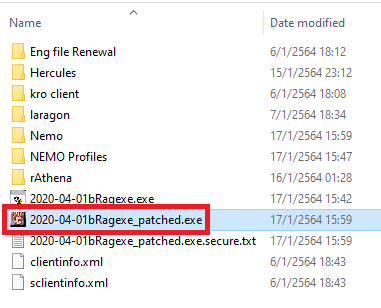 Name Date modified
Eng file Renewal 6/1/2564 18:12
Hercules 15/1/2564 23:12
kro client 6/1/2564 18:08
laragon 7/1/2564 18:34
Nemo 17/1/2564 15:59
NEMO Profiles 17/1/2564 15:47
rAthena 16/1/2564 01:28
2020-04-01bRagexe.exe 17/1/2564 15:42
2020-04-01bRagexe_patched.exe 17/1/2564 15:59
2020-04-01bRagexe_patched.exe.secure.txt 17/1/2564 15:59
clientinfo.xml 6/1/2564 18:43
sclientinfo.xml 6/1/2564 18:43